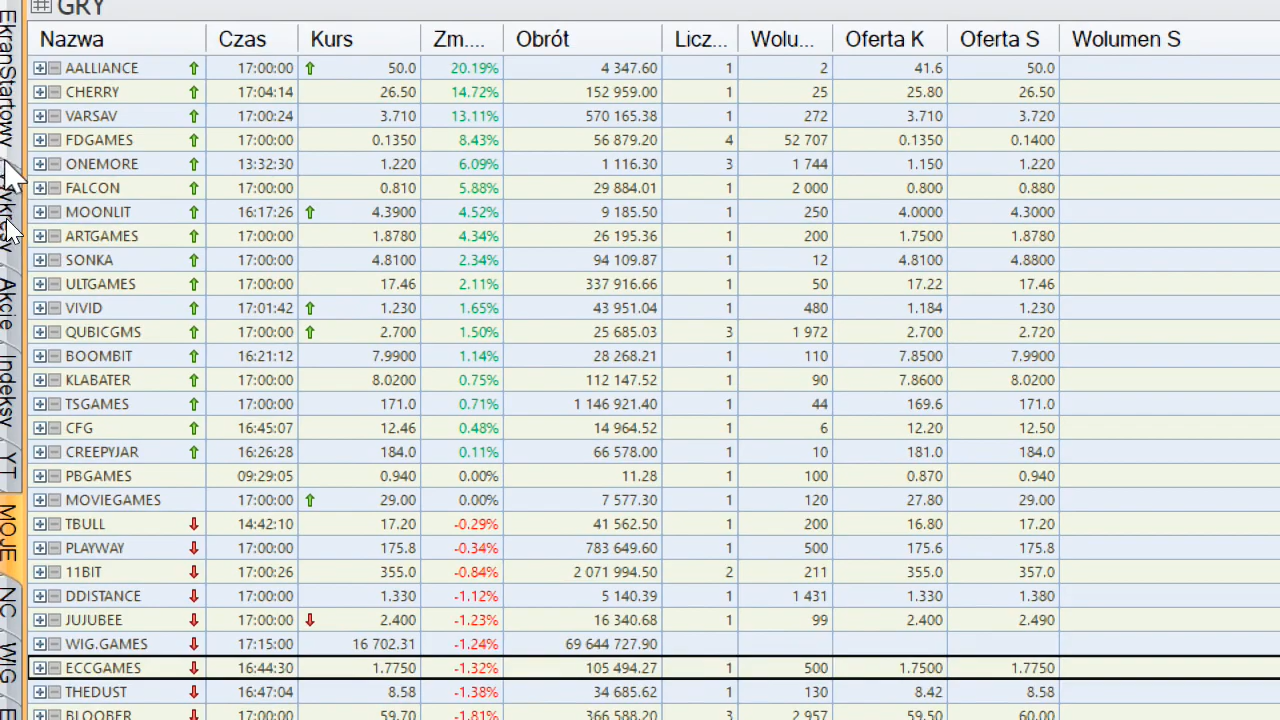 GRY
Nazwa Czas Kurs Zm.... Obrót Licz... Wolu... Oferta K Oferta S Wolumen S
AALLIANCE 17:00:00 50.0 20.19% 4 347.60 1 2 41.6 50.0
CHERRY 17:04:14 26.50 14.72% 152 959.00 1 25 25.80 26.50
VARSAV 17:00:24 3.710 13.11% 570 165.38 1 272 3.710 3.720
FDGAMES 17:00:00 0.1350 8.43% 56 879.20 4 52 707 0.1350 0.1400
ONEMORE 13:32:30 1.220 6.09% 1 116.30 3 1 744 1.150 1.220
FALCON 17:00:00 0.810 5.88% 29 884.01 1 2 000 0.800 0.880
MOONLIT 16:17:26 4.3900 4.52% 9 185.50 1 250 4.0000 4.3000
ARTGAMES 17:00:00 1.8780 4.34% 26 195.36 1 200 1.7500 1.8780
SONKA 17:00:00 4.8100 2.34% 94 109.87 1 12 4.8100 4.8800
ULTGAMES 17:00:00 17.46 2.11% 337 916.66 1 50 17.22 17.46
VIVID 17:01:42 1.230 1.65% 43 951.04 1 480 1.184 1.230
QUBICGMS 17:00:00 2.700 1.50% 25 685.03 3 1 972 2.700 2.720
BOOMBIT 16:21:12 7.9900 1.14% 28 268.21 1 110 7.8500 7.9900
KLABATER 17:00:00 8.0200 0.75% 112 147.52 1 90 7.8600 8.0200
TSGAMES 17:00:00 171.0 0.71% 1 146 921.40 1 44 169.6 171.0
CFG 16:45:07 12.46 0.48% 14 964.52 1 6 12.20 12.50
CREEPYJAR 16:26:28 184.0 0.11% 66 578.00 1 10 181.0 184.0
PBGAMES 09:29:05 0.940 0.00% 11.28 1 100 0.870 0.940
MOVIEGAMES 17:00:00 29.00 0.00% 7 577.30 1 120 27.80 29.00
TBULL 14:42:10 17.20 -0.29% 41 562.50 1 200 16.80 17.20
PLAYWAY 17:00:00 175.8 -0.34% 783 649.60 1 500 175.6 175.8
11BIT 17:00:26 355.0 -0.84% 2 071 994.50 2 211 355.0 357.0
DDISTANCE 17:00:00 1.330 -1.12% 5 140.39 1 1 431 1.330 1.380
JUJUBEE 17:00:00 2.400 -1.23% 16 340.68 1 99 2.400 2.490
WIG.GAMES 17:15:00 16 702.31 -1.24% 69 644 727.90
ECCGAMES 16:44:30 1.7750 -1.32% 105 494.27 1 500 1.7500 1.7750
THEDUST 16:47:04 8.58 -1.38% 34 685.62 1 130 8.42 8.58
BLOOBER 17:00:00 59.70 -1.81% 366 588.20 3 2 957 59.50 60.00
EkranStartowy
Akcje
Indeksy
YT
MOJE
NC
WIG